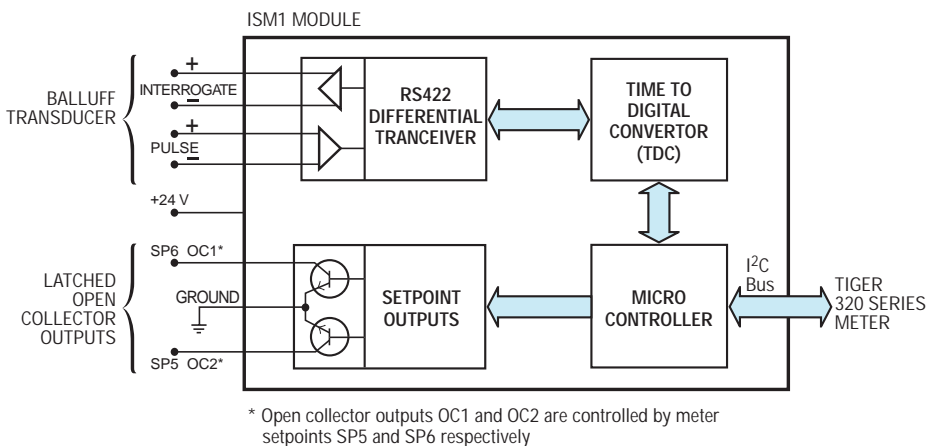 ISM1 MODULE
BALLUFF
TRANSDUCER
+
INTERROGATE
–
+
PULSE
–
+24 V
RS422
DIFFERENTIAL
TRANCEIVER
TIME TO
DIGITAL
CONVERTOR
(TDC)
LATCHED
OPEN
COLLECTOR
OUTPUTS
SP6 OC1*
GROUND
SP5 OC2*
SETPOINT
OUTPUTS
MICRO
CONTROLLER
I²C
Bus
TIGER
320 SERIES
METER
* Open collector outputs OC1 and OC2 are controlled by meter
setpoints SP5 and SP6 respectively